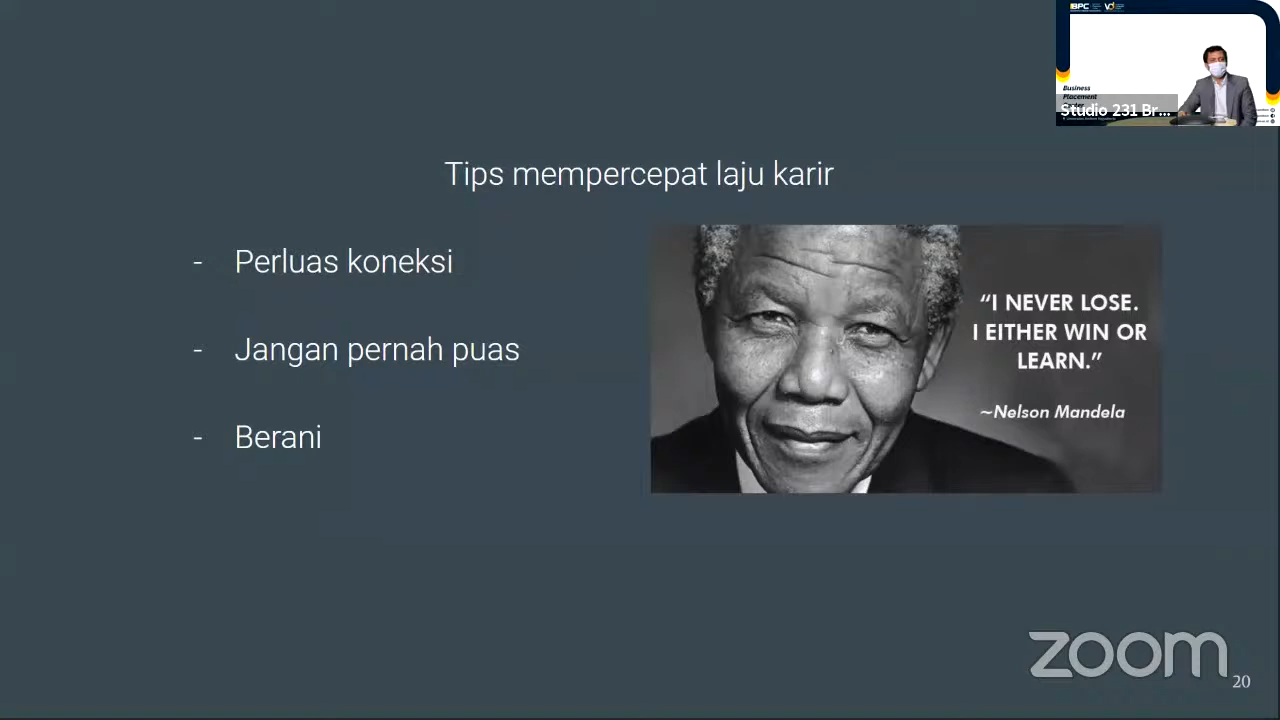 BPC
Business
Placement
Studio 231 Br...
Tips mempercepat laju karir
- Perluas koneksi
- Jangan pernah puas
- Berani
“I NEVER LOSE.
I EITHER WIN OR
LEARN.”
~Nelson Mandela
zoom
20